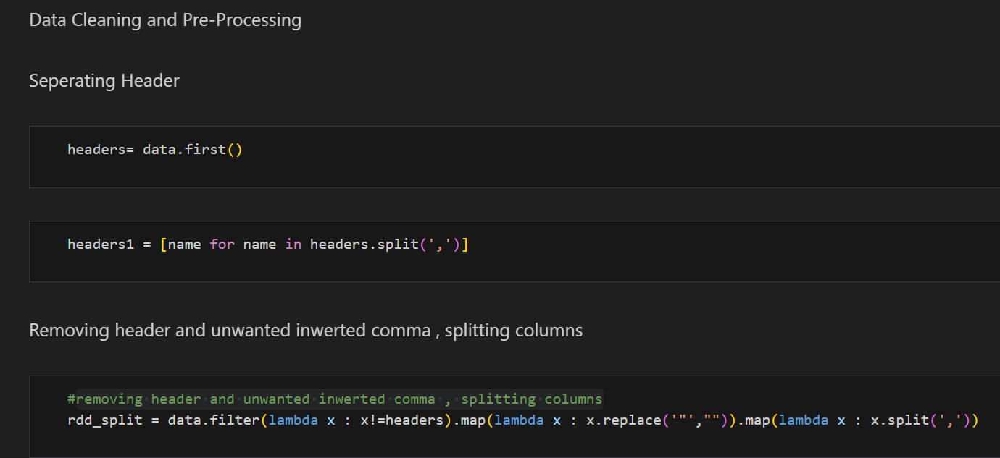 Data Cleaning and Pre-Processing
Seperating Header
headers= data.first()
headers1 = [name for name in headers.split(',')]
Removing header and unwanted inwerted comma , splitting columns
#removing header and unwanted inwerted comma , splitting columns
rdd_split = data.filter(lambda x : x!=headers).map(lambda x : x.replace('"',"")).map(lambda x : x.split(','))